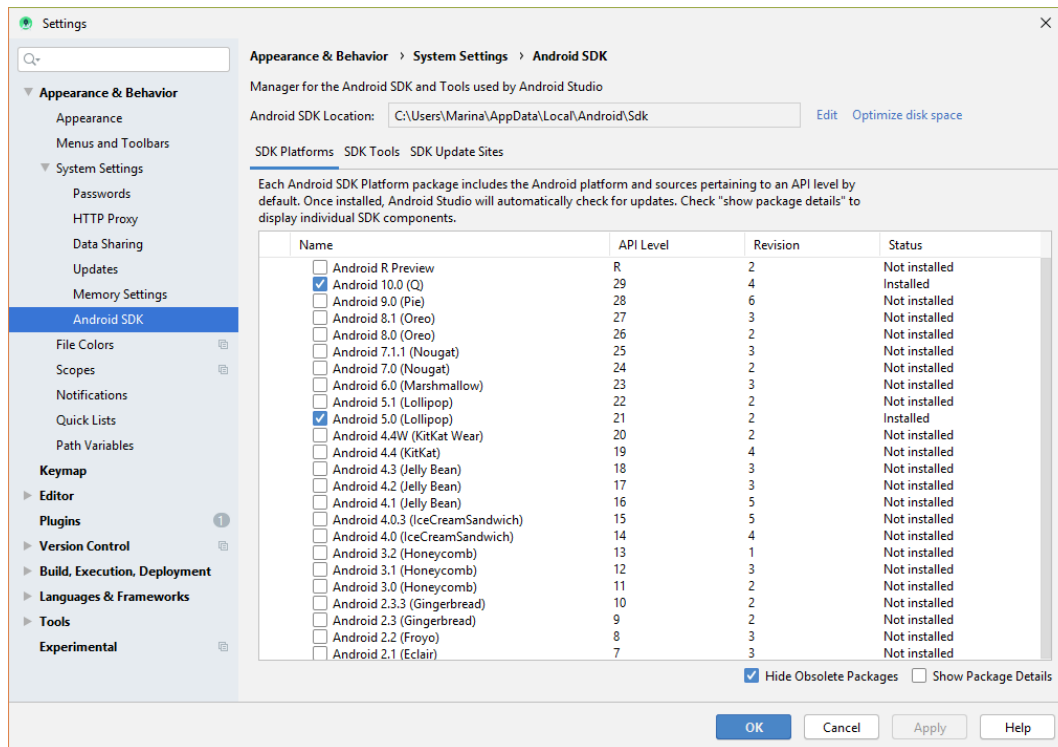 Settings
Appearance & Behavior
Appearance
Menus and Toolbars
System Settings
Passwords
HTTP Proxy
Data Sharing
Updates
Memory Settings
Android SDK
File Colors
Scopes
Notifications
Quick Lists
Path Variables
Keymap
Editor
Plugins 1
Version Control
Build, Execution, Deployment
Languages & Frameworks
Tools
Experimental
Appearance & Behavior > System Settings > Android SDK
Manager for the Android SDK and Tools used by Android Studio
Android SDK Location: C:\Users\Marina\AppData\Local\Android\Sdk Edit Optimize disk space
SDK Platforms SDK Tools SDK Update Sites
Each Android SDK Platform package includes the Android platform and sources pertaining to an API level by
default. Once installed, Android Studio will automatically check for updates. Check "show package details" to
display individual SDK components.
Name API Level Revision Status
Android R Preview R 2 Not installed
Android 10.0 (Q) 29 4 Installed
Android 9.0 (Pie) 28 6 Not installed
Android 8.1 (Oreo) 27 3 Not installed
Android 8.0 (Oreo) 26 2 Not installed
Android 7.1.1 (Nougat) 25 3 Not installed
Android 7.0 (Nougat) 24 2 Not installed
Android 6.0 (Marshmallow) 23 3 Not installed
Android 5.1 (Lollipop) 22 2 Not installed
Android 5.0 (Lollipop) 21 2 Installed
Android 4.4W (KitKat Wear) 20 2 Not installed
Android 4.4 (KitKat) 19 4 Not installed
Android 4.3 (Jelly Bean) 18 3 Not installed
Android 4.2 (Jelly Bean) 17 3 Not installed
Android 4.1 (Jelly Bean) 16 5 Not installed
Android 4.0.3 (IceCreamSandwich) 15 5 Not installed
Android 4.0 (IceCreamSandwich) 14 4 Not installed
Android 3.2 (Honeycomb) 13 1 Not installed
Android 3.1 (Honeycomb) 12 3 Not installed
Android 3.0 (Honeycomb) 11 2 Not installed
Android 2.3.3 (Gingerbread) 10 2 Not installed
Android 2.3 (Gingerbread) 9 2 Not installed
Android 2.2 (Froyo) 8 3 Not installed
Android 2.1 (Eclair) 7 3 Not installed
Hide Obsolete Packages Show Package Details
OK Cancel Apply Help